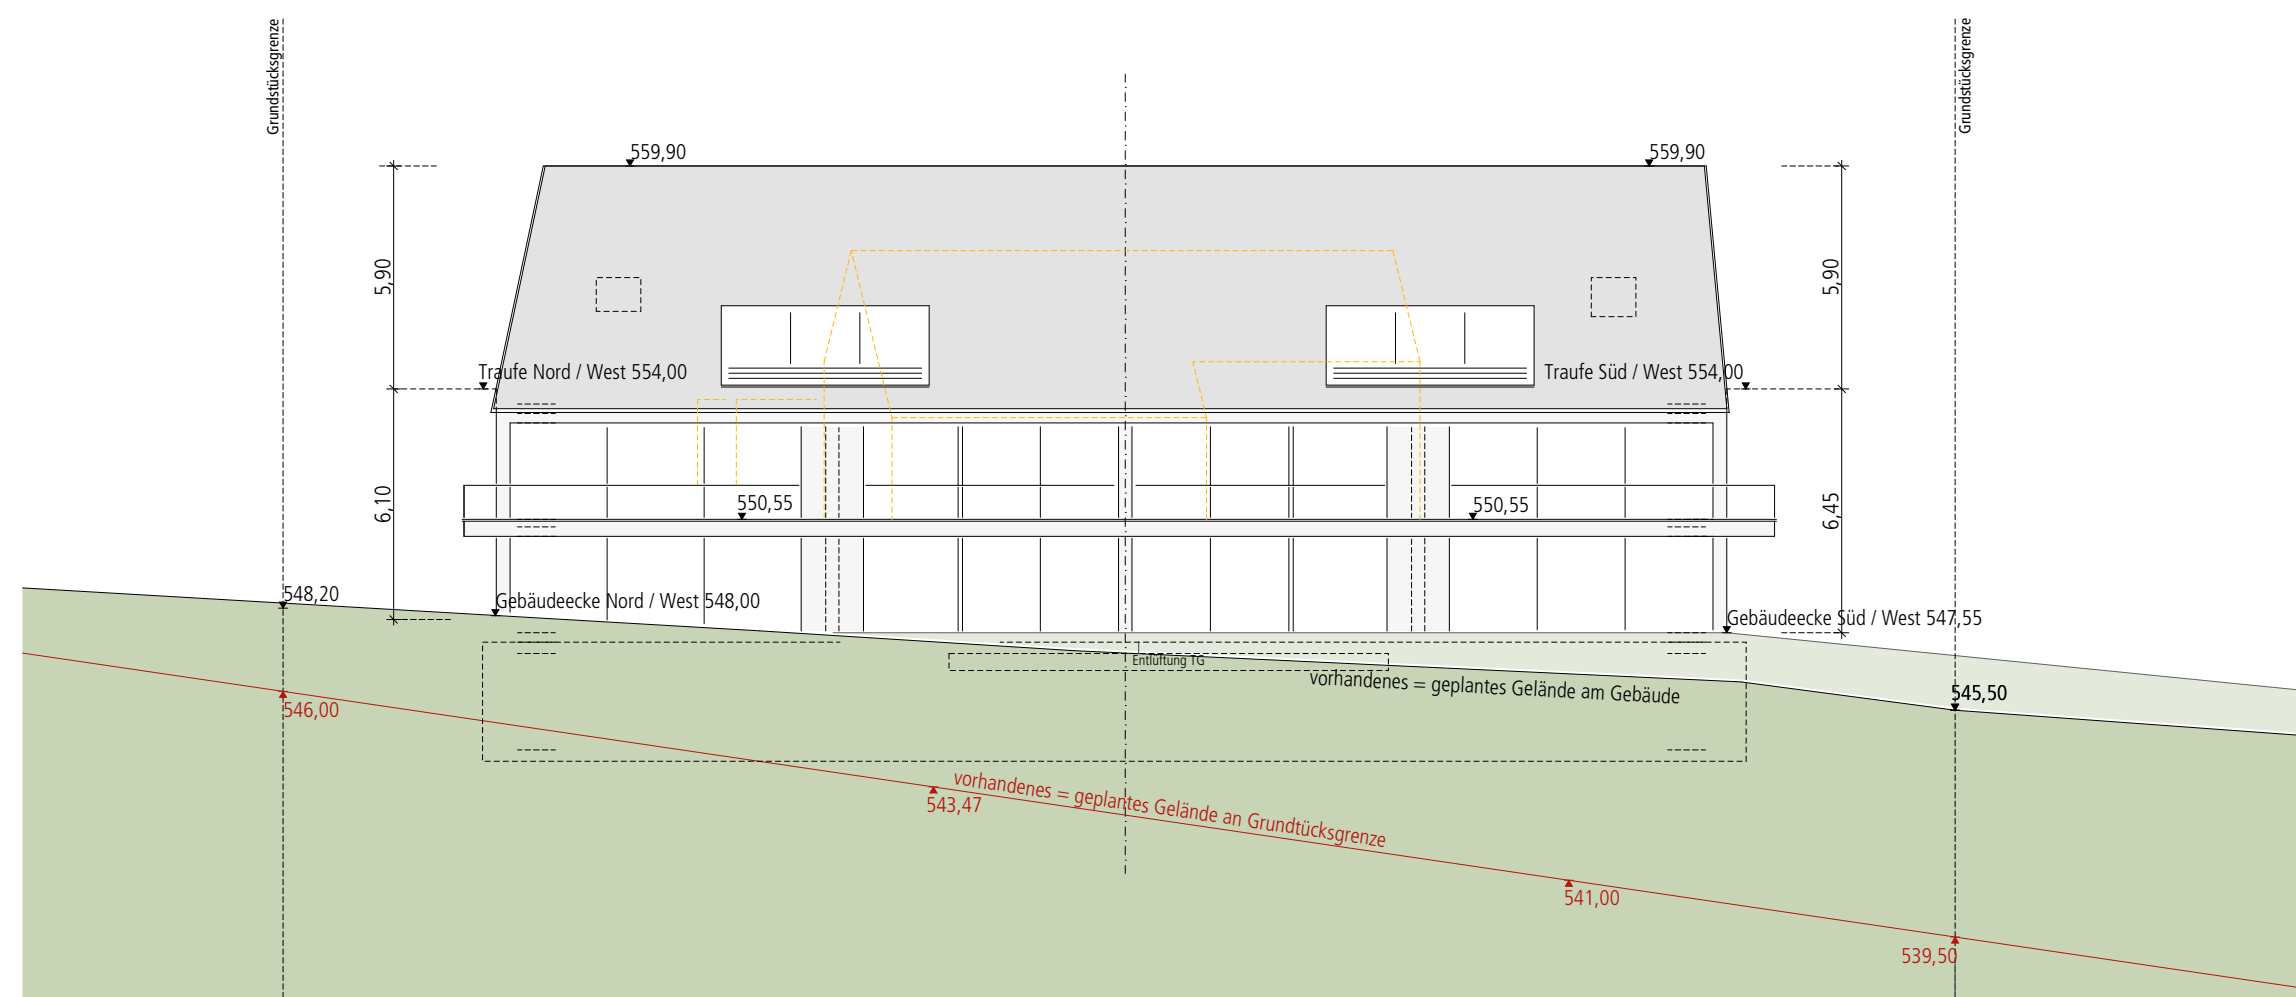 Grundstücksgrenze
Grundstücksgrenze
559,90
559,90
5,90
5,90
Traufe Nord / West 554,00
Traufe Süd / West 554,00
6,10
550,55
550,55
6,45
548,20
Gebäudeecke Nord / West 548,00
Gebäudeecke Süd / West 547,55
Entlüftung TG
vorhandenes = geplantes Gelände am Gebäude
545,50
546,00
vorhandenes = geplantes Gelände an Grundtücksgrenze
543,47
541,00
539,50